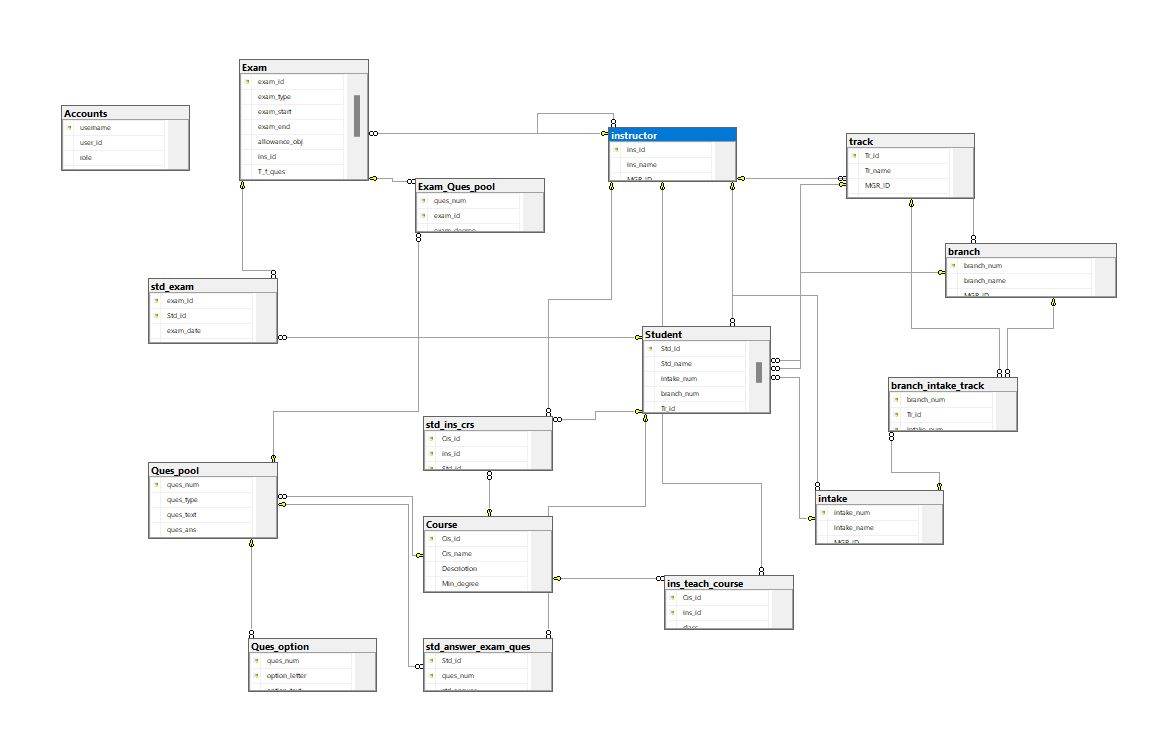 Exam
exam_id
exam_type
exam_start
exam_end
allowance_obj
ins_id
T_f_ques
Accounts
username
user_id
role
instructor
ins_id
ins_name
MGR_ID
track
Tr_id
Tr_name
MGR_ID
Exam_Ques_pool
ques_num
exam_id
exam_degree
branch
branch_num
branch_name
MGR_ID
std_exam
exam_id
Std_id
exam_date
Student
Std_id
Std_name
intake_num
branch_num
Tr_id
branch_intake_track
branch_num
Tr_id
intake_num
std_ins_crs
Crs_id
ins_id
Std_id
Ques_pool
ques_num
ques_type
ques_text
ques_ans
intake
intake_num
intake_name
MGR_ID
Course
Crs_id
Crs_name
Description
Min_degree
ins_teach_course
Crs_id
ins_id
class
Ques_option
ques_num
option_letter
option_text
std_answer_exam_ques
Std_id
ques_num
std_answer